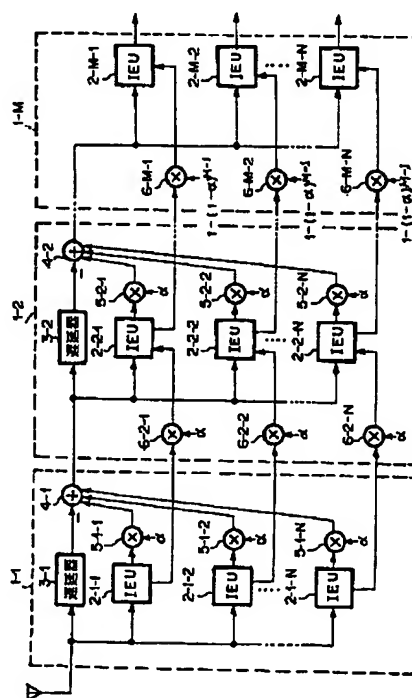 1-1
3-1
遅延器
4-1
2-1-1
IEU
5-1-1
α
2-1-2
IEU
5-1-2
α
2-1-N
IEU
5-1-N
α
1-2
3-2
遅延器
4-2
6-2-1
α
2-2-1
IEU
5-2-1
α
6-2-2
α
2-2-2
IEU
5-2-2
α
6-2-N
α
2-2-N
IEU
5-2-N
α
1-M
6-M-1
1-(1-α)M-1
2-M-1
IEU
6-M-2
1-(1-α)M-1
2-M-2
IEU
6-M-N
1-(1-α)M-1
2-M-N
IEU